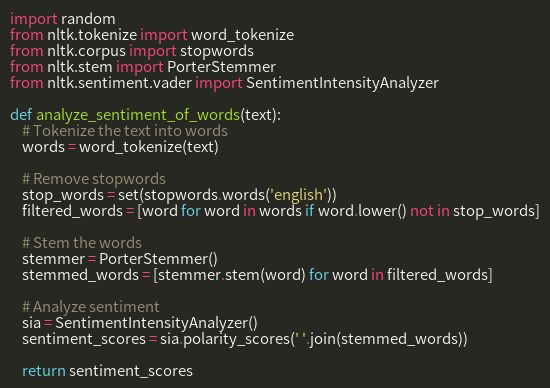 import random
from nltk.tokenize import word_tokenize
from nltk.corpus import stopwords
from nltk.stem import PorterStemmer
from nltk.sentiment.vader import SentimentIntensityAnalyzer

def analyze_sentiment_of_words(text):
    # Tokenize the text into words
    words = word_tokenize(text)

    # Remove stopwords
    stop_words = set(stopwords.words('english'))
    filtered_words = [word for word in words if word.lower() not in stop_words]

    # Stem the words
    stemmer = PorterStemmer()
    stemmed_words = [stemmer.stem(word) for word in filtered_words]

    # Analyze sentiment
    sia = SentimentIntensityAnalyzer()
    sentiment_scores = sia.polarity_scores(' '.join(stemmed_words))

    return sentiment_scores